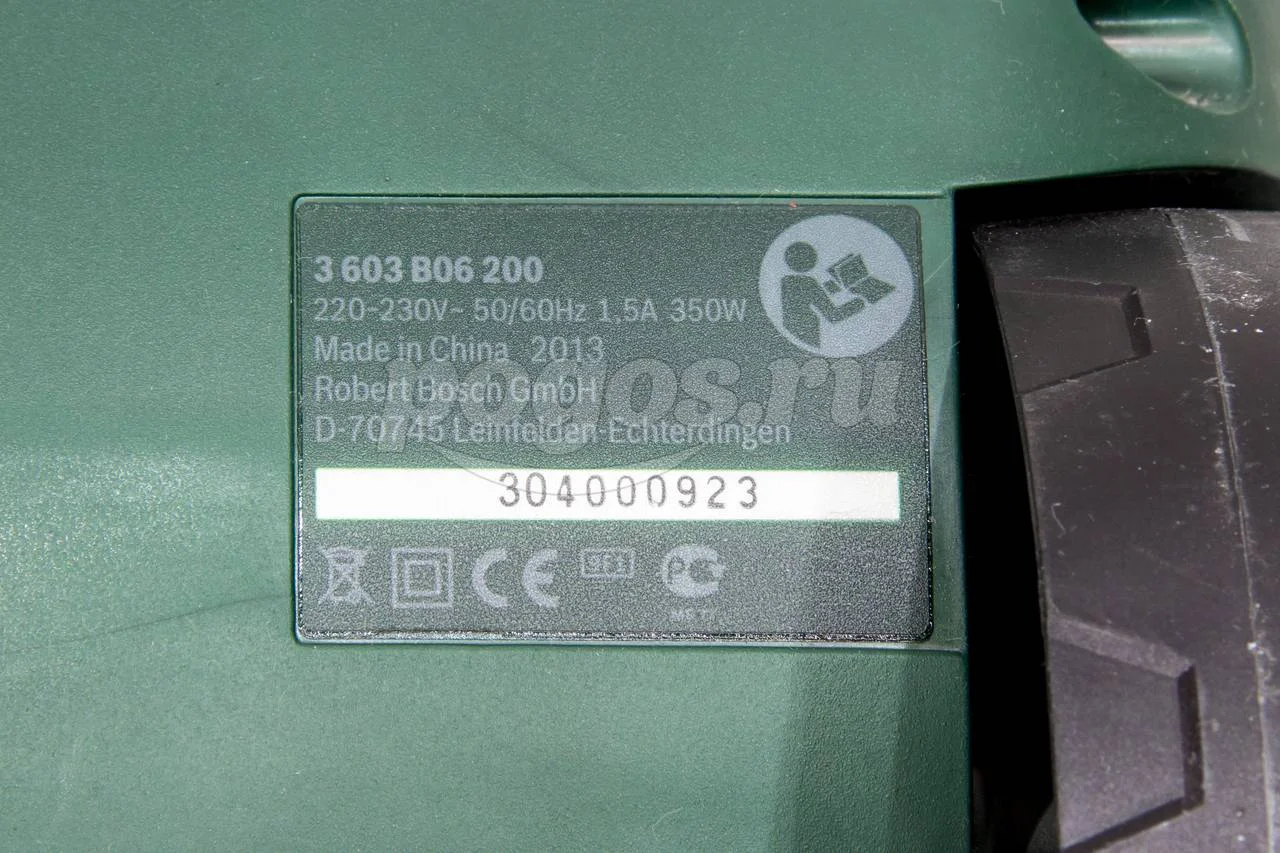 3 603 B06 200
220-230V~ 50/60Hz 1,5A 350W
Made in China 2013
Robert Bosch GmbH
D-70745 Leinfelden-Echterdingen
pogos.ru
304000923
CE